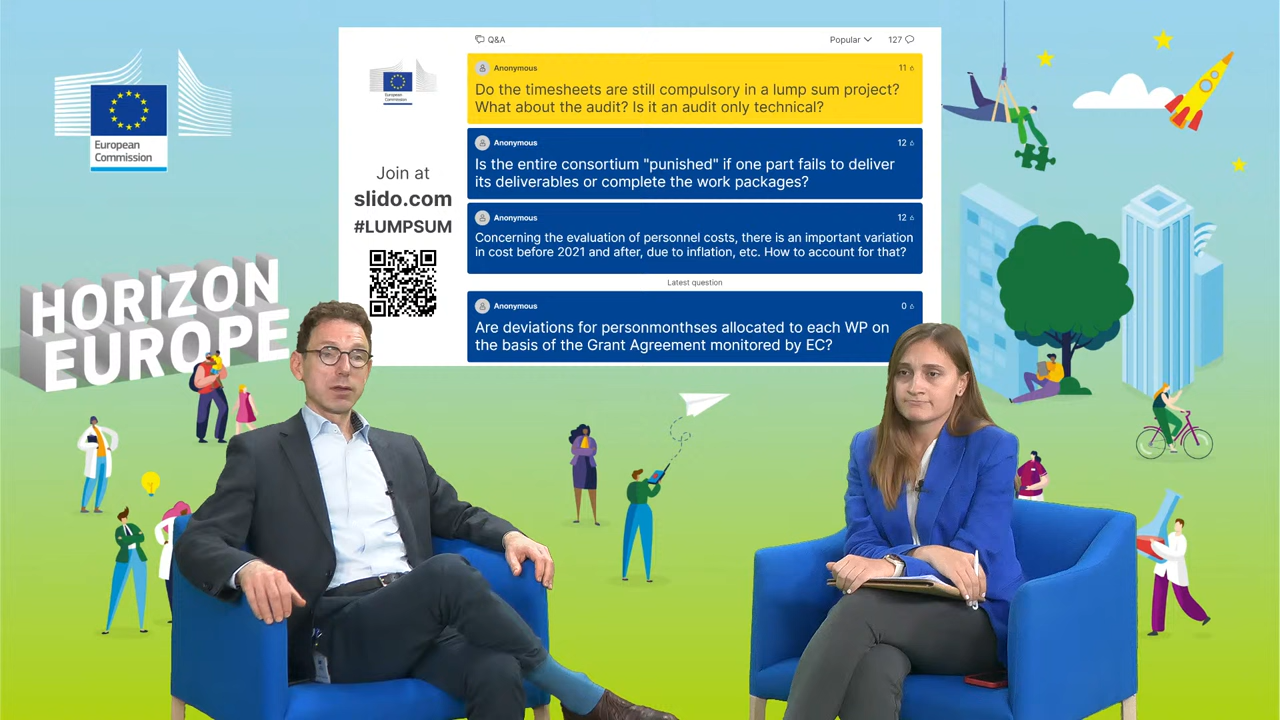 European
Commission
HORIZON
EUROPE
European
Commission
Join at
slido.com
#LUMPSUM
Q&A
Popular
127
Anonymous
11
Do the timesheets are still compulsory in a lump sum project?
What about the audit? Is it an audit only technical?
Anonymous
12
Is the entire consortium "punished" if one part fails to deliver
its deliverables or complete the work packages?
Anonymous
12
Concerning the evaluation of personnel costs, there is an important variation
in cost before 2021 and after, due to inflation, etc. How to account for that?
Latest question
Anonymous
0
Are deviations for personmonthses allocated to each WP on
the basis of the Grant Agreement monitored by EC?